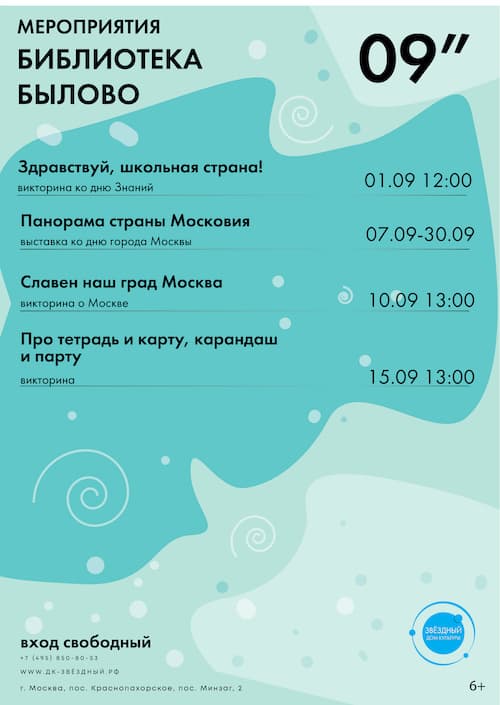 МЕРОПРИЯТИЯ
БИБЛИОТЕКА
БЫЛОВО
09”
Здравствуй, школьная страна!
викторина ко дню Знаний
01.09 12:00
Панорама страны Московия
выставка ко дню города Москвы
07.09-30.09
Славен наш град Москва
викторина о Москве
10.09 13:00
Про тетрадь и карту, карандаш
и парту
викторина
15.09 13:00
ЗВЁЗДНЫЙ
ДОМ КУЛЬТУРЫ
вход свободный
+7 (495) 850-80-53
WWW.ДК-ЗВЁЗДНЫЙ.РФ
г. Москва, пос. Краснопахорское, пос. Минзаг, 2
6+